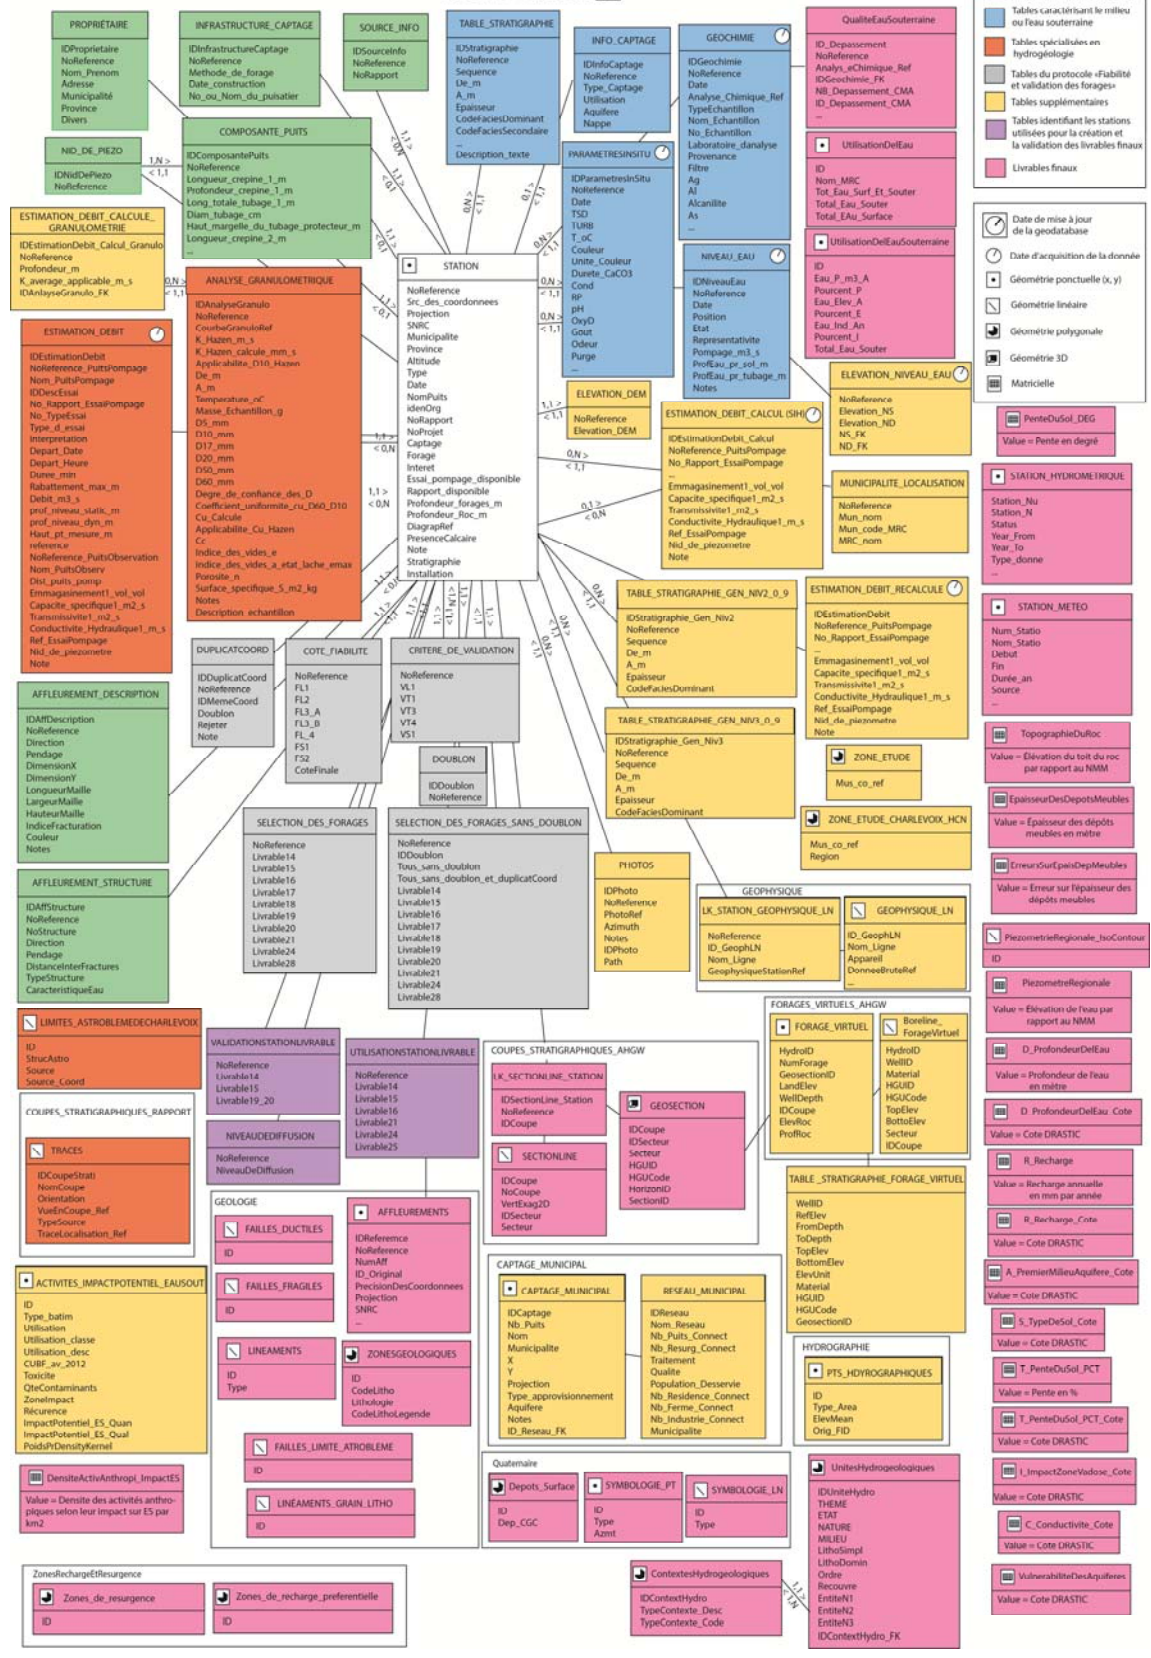 PROPRIÉTAIRE
IDProprietaire
NoReference
Nom_Prenom
Adresse
Municipalité
Province
Divers
INFRASTRUCTURE_CAPTAGE
IDInfrastructureCaptage
NoReference
Methode_de_forage
Date_construction
No_ou_Nom_du_puisatier
SOURCE_INFO
IDSourceInfo
NoReference
NoRapport
TABLE_STRATIGRAPHIE
IDStratigraphie
NoReference
Sequence
De_m
A_m
Epaisseur
CodeFaciesDominant
CodeFaciesSecondaire
...
Description_texte
INFO_CAPTAGE
IDInfoCaptage
NoReference
Type_Captage
Utilisation
Aquifere
Nappe
GEOCHIMIE
IDGeochimie
NoReference
Date
Analyse_Chimique_Ref
TypeEchantillon
Nom_Echantillon
No_Echantillon
Laboratoire_danalyse
Provenance
Filtre
Ag
Al
Alcanilite
As
...
QualiteEauSouterraine
ID_Depassement
NoReference
Analys_eChimique_Ref
IDGeochimie_FK
NB_Depassement_CMA
ID_Depassement_CMA
...
Tables caractérisant le milieu
ou l'eau souterraine
Tables spécialisées en
hydrogéologie
Tables du protocole «Fiabilité
et validation des forages»
Tables supplémentaires
Tables identifiant les stations
utilisées pour la création et
la validation des livrables finaux
Livrables finaux
NID_DE_PIEZO
IDNidDePiezo
NoReference
COMPOSANTE_PUITS
IDComposantePuits
NoReference
Longueur_crepine_1_m
Profondeur_crepine_1_m
Long_totale_tubage_1_m
Diam_tubage_cm
Haut_margelle_du_tubage_protecteur_m
Longueur_crepine_2_m
...
PARAMETRESINSITU
IDParametresInSitu
NoReference
Date
TSD
TURB
T_oC
Couleur
Unite_Couleur
Durete_CaCO3
Cond
RP
pH
OxyD
Gout
Odeur
Purge
...
UtilisationDelEau
ID
Nom_MRC
Tot_Eau_Surf_Et_Souter
Total_Eau_Souter
Total_EAu_Surface
Date de mise à jour
de la geodatabase
Date d'acquisition de la donnée
Géométrie ponctuelle (x, y)
Géométrie linéaire
Géométrie polygonale
Géométrie 3D
Matricielle
ESTIMATION_DEBIT_CALCULE_
GRANULOMETRIE
IDEstimationDebit_Calcul_Granulo
NoReference
Profondeur_m
K_average_applicable_m_s
IDAnlayseGranulo_FK
ANALYSE_GRANULOMETRIQUE
IDAnalyseGranulo
NoReference
CourbeGranuloRef
K_Hazen_m_s
K_Hazen_calcule_mm_s
Applicabilite_D10_Hazen
De_m
A_m
Temperature_oC
Masse_Echantillon_g
D5_mm
D10_mm
D17_mm
D20_mm
D50_mm
D60_mm
Degre_de_confiance_des_D
Coefficient_uniformite_cu_D60_D10
Cu_Calcule
Applicabilite_Cu_Hazen
Cc
Indice_des_vides_e
Indice_des_vides_a_etat_lache_emax
Porosite_n
Surface_specifique_S_m2_kg
Notes
Description_echantillon
STATION
NoReference
Src_des_coordonnees
Projection
SNRC
Municipalite
Province
Altitude
Type
Date
NomPuits
idenOrg
NoRapport
NoProjet
Captage
Forage
Interet
Essai_pompage_disponible
Rapport_disponible
Profondeur_forages_m
Profondeur_Roc_m
DiagrapRef
PresenceCalcaire
Note
Stratigraphie
Installation
NIVEAU_EAU
IDNiveauEau
NoReference
Date
Position
Etat
Representativite
Pompage_m3_s
ProfEau_pr_sol_m
ProfEau_pr_tubage_m
Notes
UtilisationDelEauSouterraine
ID
Eau_P_m3_A
Pourcent_P
Eau_Elev_A
Pourcent_E
Eau_Ind_An
Pourcent_I
Total_Eau_Souter
ESTIMATION_DEBIT
IDEstimationDebit
NoReference_PuitsPompage
Nom_PuitsPompage
IDDescEssai
No_Rapport_EssaiPompage
No_TypeEssai
Type_d_essai
Interpretation
Depart_Date
Depart_Heure
Duree_min
Rabattement_max_m
Debit_m3_s
prof_niveau_static_m
prof_niveau_dyn_m
Haut_pt_mesure_m
reference
NoReference_PuitsObservation
Nom_PuitsObserv
Dist_puits_pomp
Emmagasinement1_vol_vol
Capacite_specifique1_m2_s
Transmissivite1_m2_s
Conductivite_Hydraulique1_m_s
Ref_EssaiPompage
Nid_de_piezometre
Note
ELEVATION_DEM
NoReference
Elevation_DEM
ESTIMATION_DEBIT_CALCUL (SIH)
IDEstimationDebit_Calcul
NoReference_PuitsPompage
No_Rapport_EssaiPompage
...
Emmagasinement1_vol_vol
Capacite_specifique1_m2_s
Transmissivite1_m2_s
Conductivite_Hydraulique1_m_s
Ref_EssaiPompage
Nid_de_piezometre
Note
ELEVATION_NIVEAU_EAU
NoReference
Elevation_NS
Elevation_ND
NS_FK
ND_FK
MUNICIPALITE_LOCALISATION
NoReference
Mun_nom
Mun_code_MRC
MRC_nom
PenteDuSol_DEG
Value = Pente en degré
STATION_HYDROMETRIQUE
Station_Nu
Station_N
Status
Year_From
Year_To
Type_donne
...
TABLE_STRATIGRAPHIE_GEN_NIV2_0_9
IDStratigraphie_Gen_Niv2
NoReference
Sequence
De_m
A_m
Epaisseur
CodeFaciesDominant
ESTIMATION_DEBIT_RECALCULE
IDEstimationDebit
NoReference_PuitsPompage
No_Rapport_EssaiPompage
...
Emmagasinement1_vol_vol
Capacite_specifique1_m2_s
Transmissivite1_m2_s
Conductivite_Hydraulique1_m_s
Ref_EssaiPompage
Nid_de_piezometre
Note
STATION_METEO
Num_Statio
Nom_Statio
Debut
Fin
Durée_an
Source
...
DUPLICATCOORD
IDDuplicatCoord
NoReference
IDMemeCoord
Doublon
Rejeter
Note
COTE_FIABILITE
NoReference
FL1
FL2
FL3_A
FL3_B
FL_4
FS1
FS2
CoteFinale
CRITERE_DE_VALIDATION
NoReference
VL1
VT1
VT3
VT4
VS1
DOUBLON
IDDoublon
NoReference
AFFLEUREMENT_DESCRIPTION
IDAffDescription
NoReference
Direction
Pendage
DimensionX
DimensionY
LongueurMaille
LargeurMaille
HauteurMaille
IndiceFracturation
Couleur
Notes
TABLE_STRATIGRAPHIE_GEN_NIV3_0_9
IDStratigraphie_Gen_Niv3
NoReference
Sequence
De_m
A_m
Epaisseur
CodeFaciesDominant
ZONE_ETUDE
Mus_co_ref
ZONE_ETUDE_CHARLEVOIX_HCN
Mus_co_ref
Region
TopographieDuRoc
Value = Élévation du toit du roc
par rapport au NMM
EpaisseurDesDepotsMeubles
Value = Épaisseur des dépôts
meubles en mètre
ErreursSurEpaisDepMeubles
Value = Erreur sur l'épaisseur des
dépôts meubles
SELECTION_DES_FORAGES
NoReference
Livrable14
Livrable15
Livrable16
Livrable17
Livrable18
Livrable19
Livrable20
Livrable21
Livrable24
Livrable28
SELECTION_DES_FORAGES_SANS_DOUBLON
NoReference
IDDoublon
Tous_sans_doublon
Tous_sans_doublon_et_duplicatCoord
Livrable14
Livrable15
Livrable16
Livrable17
Livrable18
Livrable19
Livrable20
Livrable21
Livrable24
Livrable28
PHOTOS
IDPhoto
NoReference
PhotoRef
Azimuth
Notes
IDPhoto
Path
AFFLEUREMENT_STRUCTURE
IDAffStructure
NoReference
NoStructure
Direction
Pendage
DistanceInterFractures
TypeStructure
CaracteristiqueEau
GEOPHYSIQUE
LK_STATION_GEOPHYSIQUE_LN
NoReference
ID_GeophLN
Nom_Ligne
GeophysiqueStationRef
GEOPHYSIQUE_LN
ID_GeophLN
Nom_Ligne
Appareil
DonneeBruteRef
...
PiezometrieRegionale_IsoContour
ID
PiezometreRegionale
Value = Élévation de l'eau par
rapport au NMM
LIMITES_ASTROBLEMEDECHARLEVOIX
ID
StrucAstro
Source
Source_Coord
VALIDATIONSTATIONLIVRABLE
NoReference
Livrable14
Livrable15
Livrable19_20
UTILISATIONSTATIONLIVRABLE
NoReference
Livrable14
Livrable15
Livrable16
Livrable21
Livrable24
Livrable25
NIVEAUDEDIFFUSION
NoReference
NiveauDeDiffusion
COUPES_STRATIGRAPHIQUES_AHGW
LK_SECTIONLINE_STATION
IDSectionLine_Station
NoReference
IDCoupe
GEOSECTION
IDCoupe
IDSecteur
Secteur
HGUID
HGUCode
HorizonID
SectionID
SECTIONLINE
IDCoupe
NoCoupe
VertExag2D
IDSecteur
Secteur
FORAGES_VIRTUELS_AHGW
FORAGE_VIRTUEL
HydroID
NumForage
GeosectionID
LandElev
WellDepth
IDCoupe
ElevRoc
ProfRoc
Boreline_
ForageVirtuel
HydroID
WellID
Material
HGUID
HGUCode
TopElev
BottoElev
Secteur
IDCoupe
D_ProfondeurDelEau
Value = Profondeur de l'eau
en mètre
D_ProfondeurDelEau_Cote
Value = Cote DRASTIC
R_Recharge
Value = Recharge annuelle
en mm par année
R_Recharge_Cote
Value = Cote DRASTIC
COUPES_STRATIGRAPHIQUES_RAPPORT
TRACES
IDCoupeStrati
NomCoupe
Orientation
VueEnCoupe_Ref
TypeSource
TraceLocalisation_Ref
TABLE_STRATIGRAPHIE_FORAGE_VIRTUEL
WellID
RefElev
FromDepth
ToDepth
TopElev
BottomElev
ElevUnit
Material
HGUID
HGUCode
GeosectionID
GEOLOGIE
FAILLES_DUCTILES
ID
FAILLES_FRAGILES
ID
LINEAMENTS
ID
Type
AFFLEUREMENTS
IDReferemce
NoReference
NumAff
ID_Original
PrecisionDesCoordonnees
Projection
SNRC
...
ZONESGEOLOGIQUES
ID
CodeLitho
Lithologie
CodeLithoLegende
FAILLES_LIMITE_ATROBLEME
ID
LINEAMENTS_GRAIN_LITHO
ID
ACTIVITES_IMPACTPOTENTIEL_EAUSOUT
ID
Type_batim
Utilisation
Utilisation_classe
Utilisation_desc
CUBF_av_2012
Toxicite
QteContaminants
ZoneImpact
Récurence
ImpactPotentiel_ES_Quan
ImpactPotentiel_ES_Qual
PoidsPrDensityKernel
CAPTAGE_MUNICIPAL
CAPTAGE_MUNICIPAL
IDCaptage
Nb_Puits
Nom
Municipalite
X
Y
Projection
Type_approvisionnement
Aquifere
Notes
ID_Reseau_FK
RESEAU_MUNICIPAL
IDReseau
Nom_Reseau
Nb_Puits_Connect
Nb_Resurg_Connect
Traitement
Qualite
Population_Desservie
Nb_Residence_Connect
Nb_Ferme_Connect
Nb_Industrie_Connect
Municipalite
HYDROGRAPHIE
PTS_HDYROGRAPHIQUES
ID
Type_Area
ElevMean
Orig_FID
A_PremierMilieuAquifere_Cote
Value = Cote DRASTIC
S_TypeDeSol_Cote
Value = Cote DRASTIC
T_PenteDuSol_PCT
Value = Pente en %
T_PenteDuSol_PCT_Cote
Value = Cote DRASTIC
I_ImpactZoneVadose_Cote
Value = Cote DRASTIC
C_Conductivite_Cote
Value = Cote DRASTIC
VulnerabiliteDesAquiferes
Value = Cote DRASTIC
DensiteActivAnthropi_ImpactES
Value = Densite des activités anthro-
piques selon leur impact sur ES par
km2
Quaternaire
Depots_Surface
ID
Dep_CGC
SYMBOLOGIE_PT
ID
Type
Azmt
SYMBOLOGIE_LN
ID
Type
UnitesHydrogeologiques
IDUniteHydro
THEME
ETAT
NATURE
MILIEU
LithoSimpl
LithoDomin
Ordre
Recouvre
EntiteN1
EntiteN2
EntiteN3
IDContextHydro_FK
ContextesHydrogeologiques
IDContextHydro
TypeContexte_Desc
TypeContexte_Code
1,1 >
< 1,N
ZonesRechargeEtResurgence
Zones_de_resurgence
ID
Zones_de_recharge_preferentielle
ID